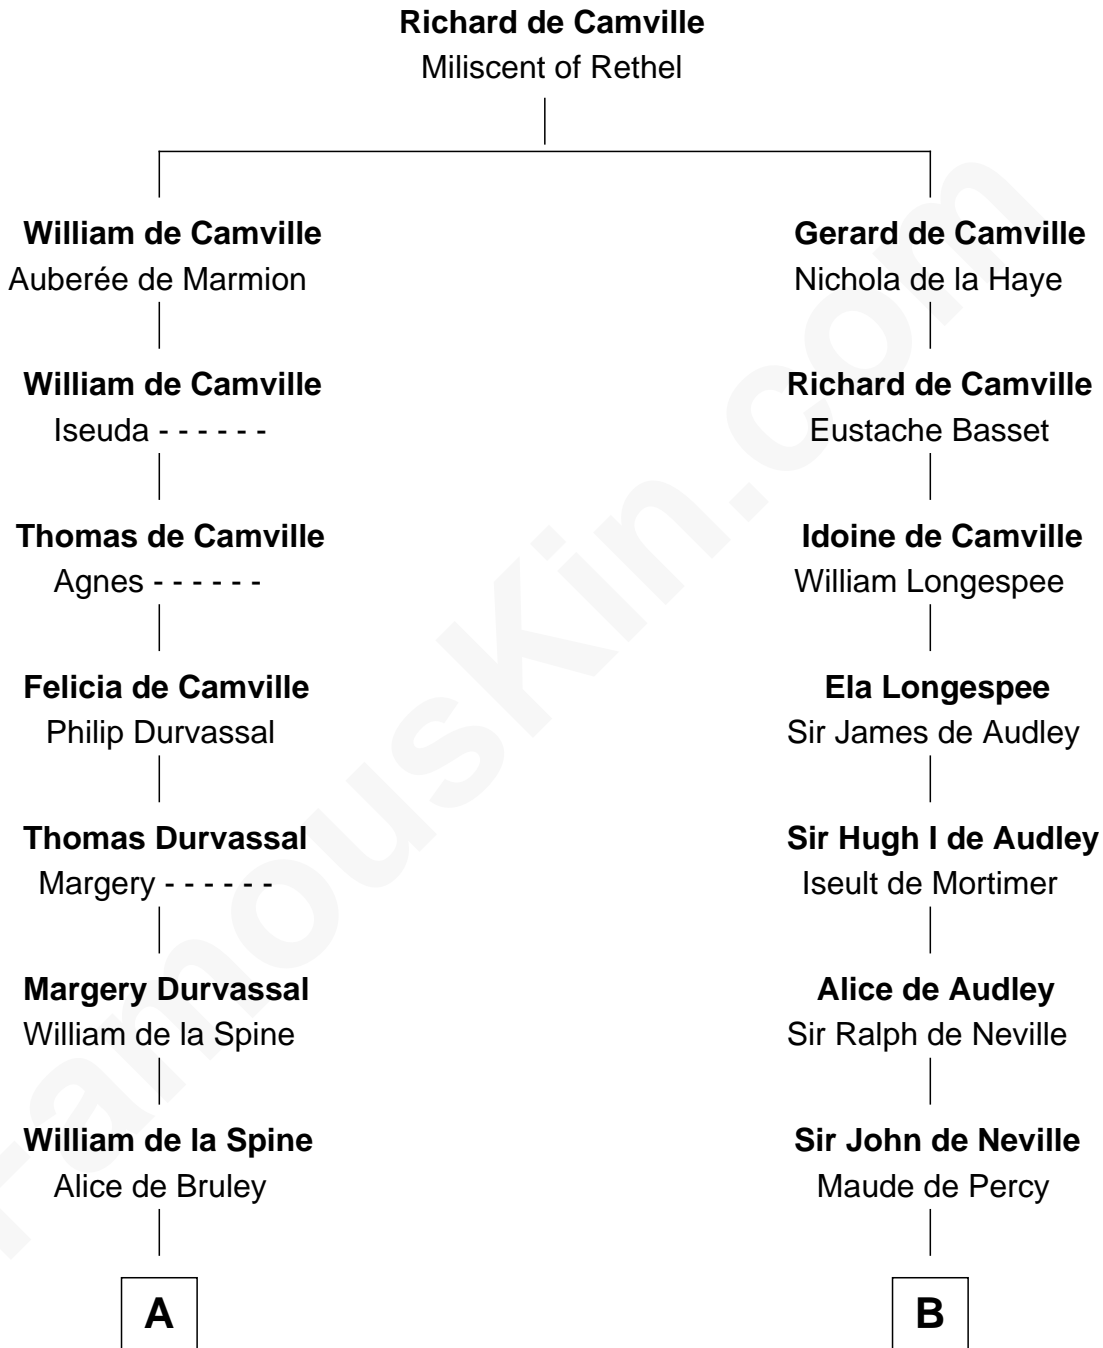 Richard de Camville
Miliscent of Rethel
William de Camville
Auberée de Marmion
Gerard de Camville
Nichola de la Haye
William de Camville
Iseuda - - - - - -
Richard de Camville
Eustache Basset
Thomas de Camville
Agnes - - - - - -
Idoine de Camville
William Longespee
Felicia de Camville
Philip Durvassal
Ela Longespee
Sir James de Audley
Thomas Durvassal
Margery - - - - - -
Sir Hugh I de Audley
Iseult de Mortimer
Margery Durvassal
William de la Spine
Alice de Audley
Sir Ralph de Neville
William de la Spine
Alice de Bruley
Sir John de Neville
Maude de Percy
A
B
FamousKin.com